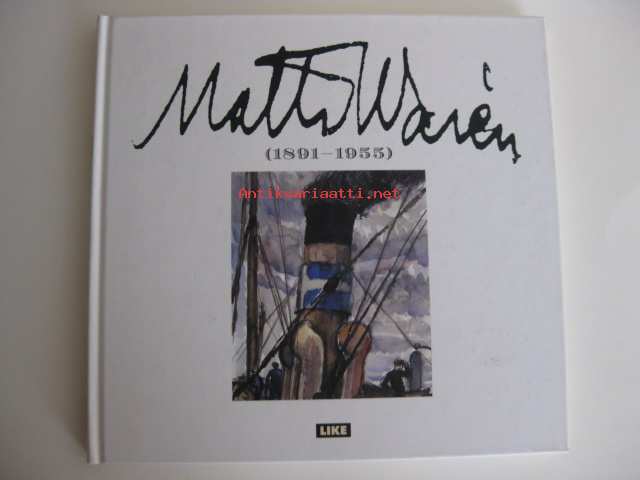 Matti Warén
(1891–1955)
Antikvariaatti.net
LIKE